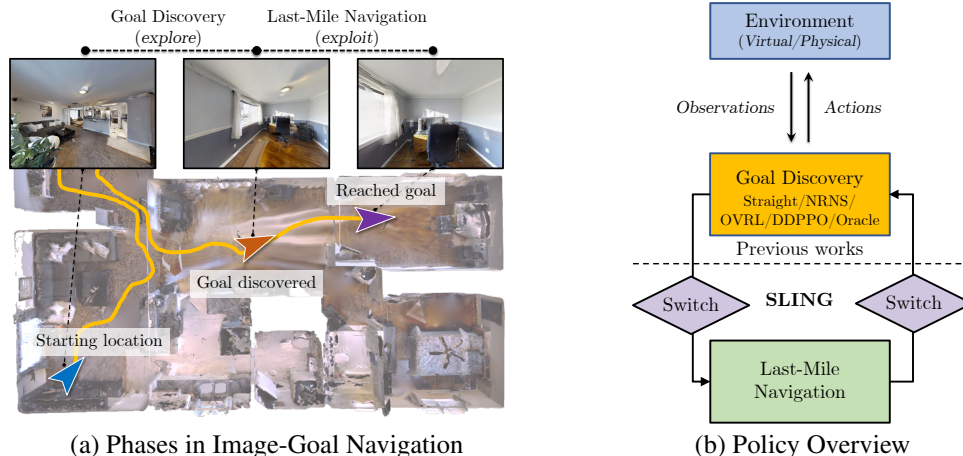 Goal Discovery
(explore)
Last-Mile Navigation
(exploit)
Reached goal
Goal discovered
Starting location
(a) Phases in Image-Goal Navigation
Environment
(Virtual/Physical)
Observations
Actions
Goal Discovery
Straight/NRNS/
OVRL/DDPPO/Oracle
Previous works
Switch
SLING
Switch
Last-Mile
Navigation
(b) Policy Overview